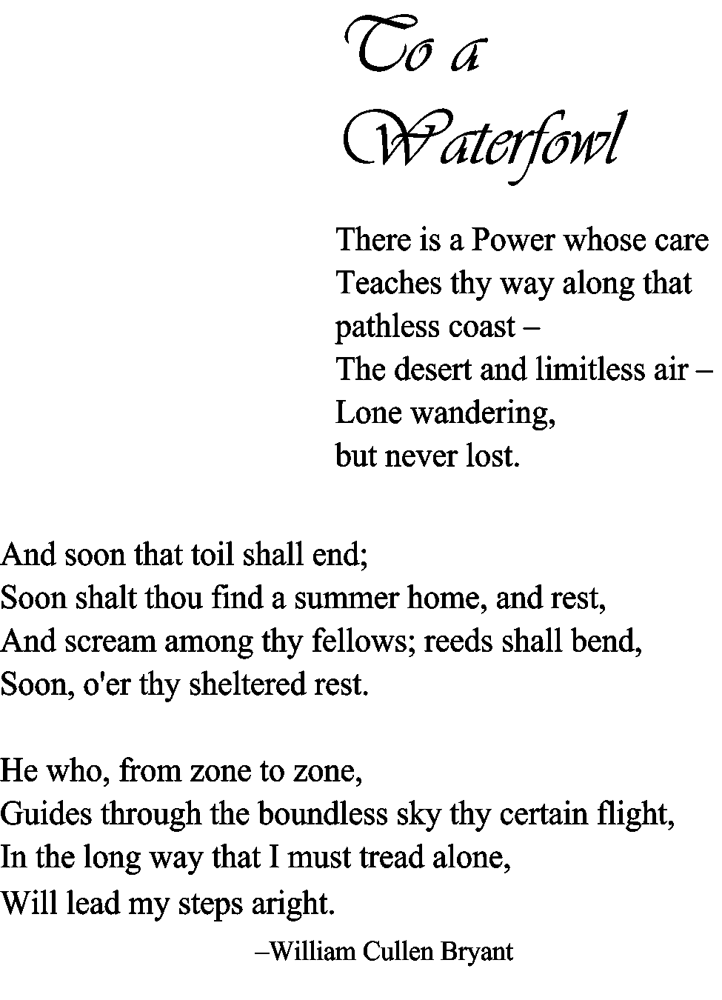 To a
Waterfowl
There is a Power whose care
Teaches thy way along that
pathless coast –
The desert and limitless air –
Lone wandering,
but never lost.
And soon that toil shall end;
Soon shalt thou find a summer home, and rest,
And scream among thy fellows; reeds shall bend,
Soon, o'er thy sheltered rest.
He who, from zone to zone,
Guides through the boundless sky thy certain flight,
In the long way that I must tread alone,
Will lead my steps aright.
–William Cullen Bryant